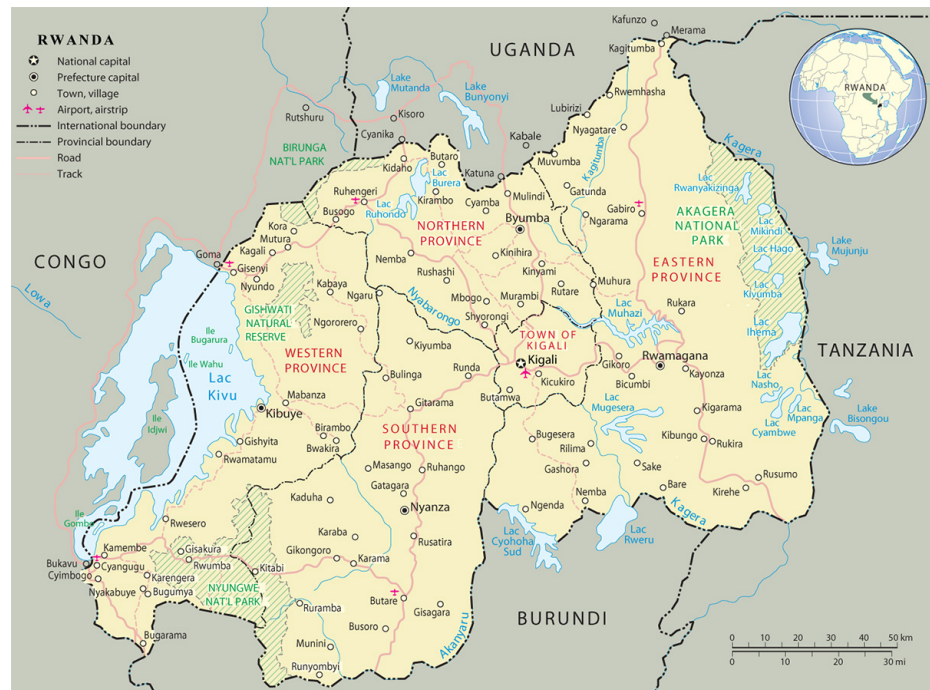 RWANDA
National capital
Prefecture capital
Town, village
Airport, airstrip
International boundary
Provincial boundary
Road
Track
UGANDA
CONGO
TANZANIA
BURUNDI
RWANDA
Kafunzo
Merama
Kagitumba
Lake
Mutanda
Lake
Bunyonyi
Rwemhasha
Rutshuru
Kisoro
Lubirizi
Cyanika
Kabale
Nyagatare
Kagitumba
Kagera
BIRUNGA
NAT'L PARK
Kidaho
Butaro
Muvumba
Lac
Burera
Katuna
Lac
Rwanyakizinga
Ruhengeri
Kirambo
Mulindi
Gatunda
Lac
Ruhondo
Cyamba
Busogo
Byumba
Ngarama
Gabiro
AKAGERA
NATIONAL
PARK
Lac
Mikindi
Kora
NORTHERN
PROVINCE
Mutura
Lake
Mujunju
Goma
Kagali
Nemba
Kinihira
Lac Hago
Gisenyi
Rushashi
Kinyami
EASTERN
PROVINCE
Nyundo
Kabaya
Rutare
Muhura
Lac
Kiyumba
Ngaru
Nyabarongo
Mbogo
Murambi
Lac
Muhazi
Rukara
Lowa
GISHWATI
NATURAL
RESERVE
Ngororero
Shyorongi
Lac
Ihema
Ile
Bugarura
Kiyumba
TOWN OF
KIGALI
Ile Wahu
WESTERN
PROVINCE
Kigali
Gikoro
Rwamagana
Lac
Kivu
Bulinga
Runda
Kicukiro
Bicumbi
Kayonza
Lac
Nasho
Butamwa
Mabanza
Kibuye
Gitarama
Lac
Mugesera
Kigarama
Lac
Mpanga
Lac
Cyambwe
Lake
Bisongou
Ile
Idjwi
Birambo
SOUTHERN
PROVINCE
Bugesera
Kibungo
Rukira
Gishyita
Bwakira
Rilima
Rwamatamu
Masango
Ruhango
Gashora
Sake
Rusumo
Gatagara
Bare
Kirehe
Kaduha
Nemba
Ile
Gombo
Nyanza
Ngenda
Kagera
Rwesero
Karaba
Rusatira
Lac
Cyohoha
Sud
Lac
Rweru
Kamembe
Gisakura
Gikongoro
Karama
Bukavu
Cyangugu
Rwumba
Kitabi
Cyimbogo
Karengera
Nyakabuye
Bugumya
NYUNGWE
NAT'L PARK
Butare
Ruramba
Gisagara
Busoro
Bugarama
Munini
Akanyaru
Runyombyi
0 10 20 30 40 50 km
0 10 20 30 mi